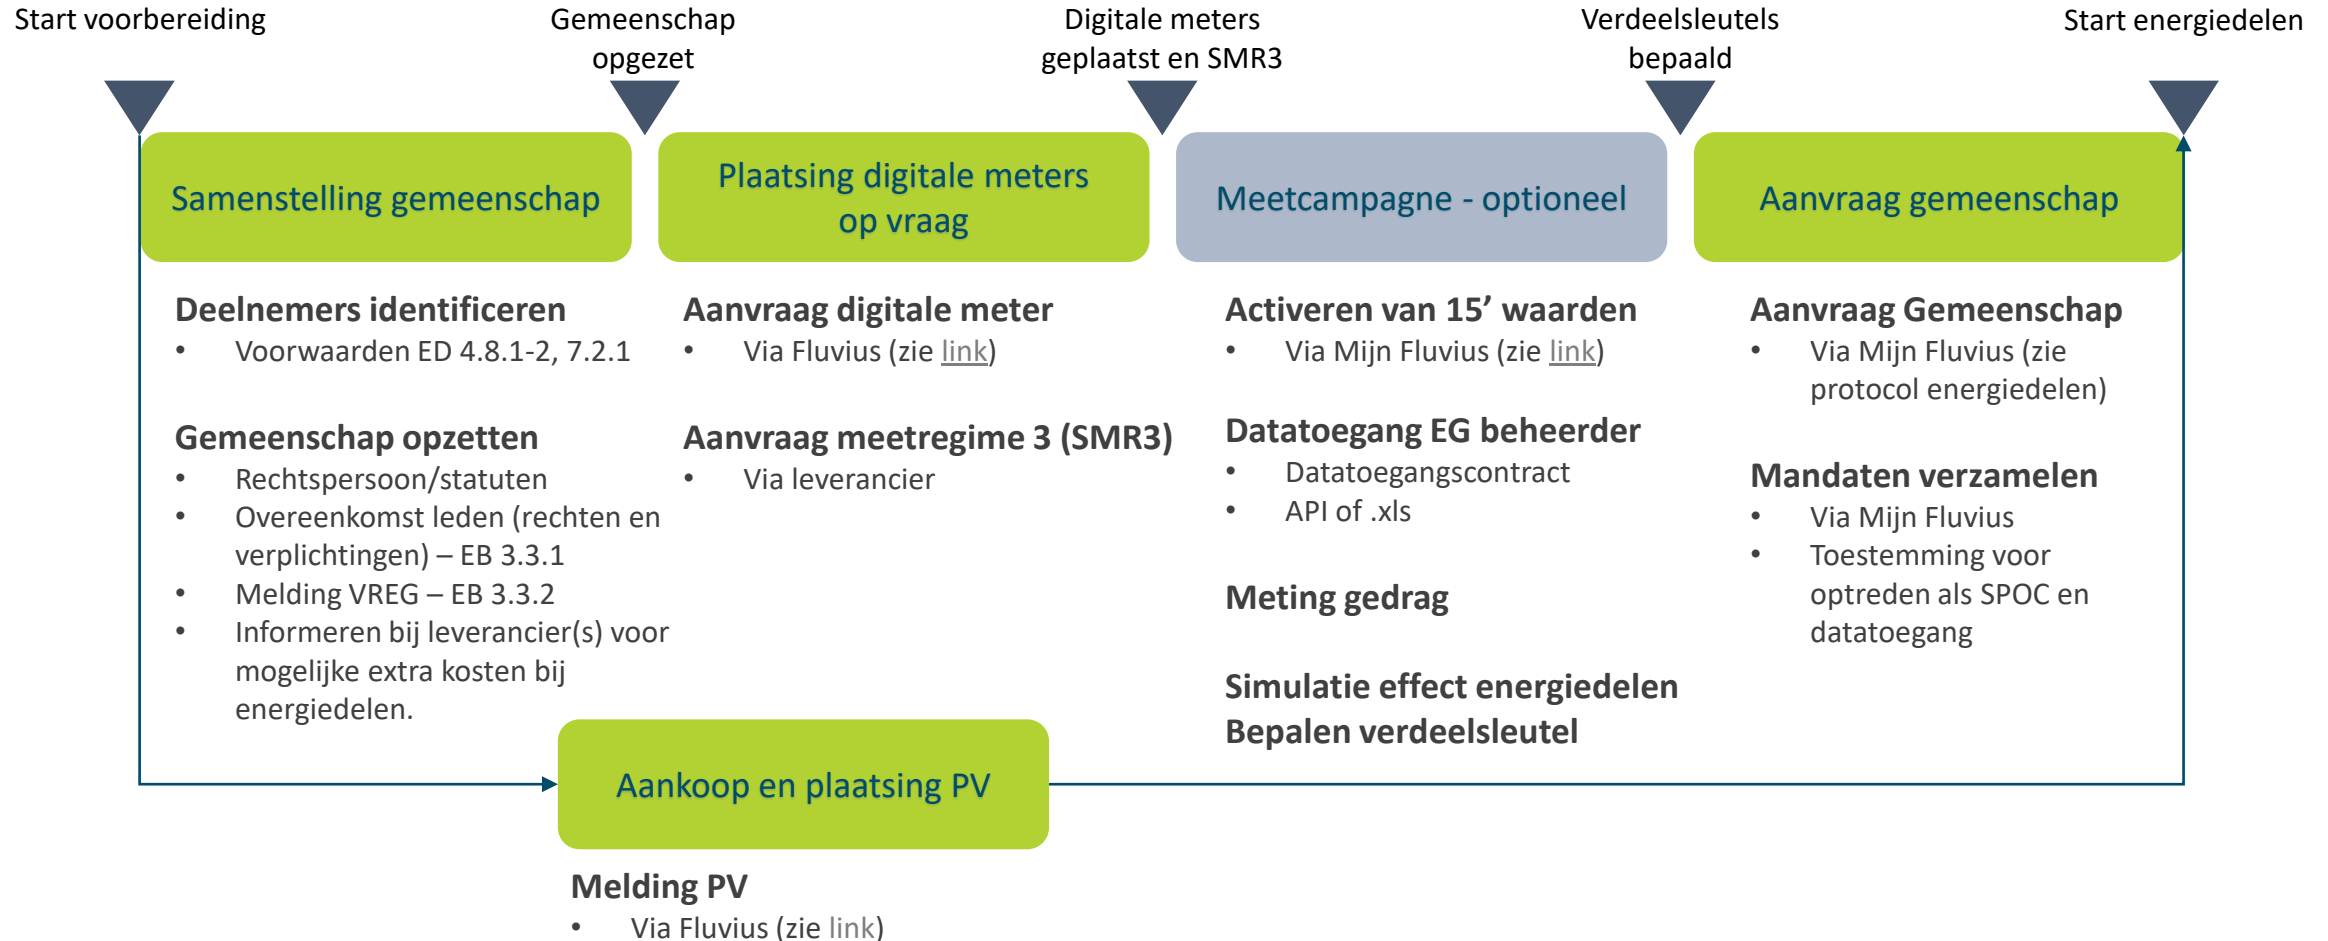 Start voorbereiding
Gemeenschap
opgezet
Digitale meters
geplaatst en SMR3
Verdeelsleutels
bepaald
Start energiedelen
Samenstelling gemeenschap
Plaatsing digitale meters
op vraag
Meetcampagne - optioneel
Aanvraag gemeenschap
Deelnemers identificeren
• Voorwaarden ED 4.8.1-2, 7.2.1
Gemeenschap opzetten
• Rechtspersoon/statuten
• Overeenkomst leden (rechten en
verplichtingen) – EB 3.3.1
• Melding VREG – EB 3.3.2
• Informeren bij leverancier(s) voor
mogelijke extra kosten bij
energiedelen.
Aanvraag digitale meter
• Via Fluvius (zie link)
Aanvraag meetregime 3 (SMR3)
• Via leverancier
Activeren van 15’ waarden
• Via Mijn Fluvius (zie link)
Datatoegang EG beheerder
• Datatoegangscontract
• API of .xls
Meting gedrag
Simulatie effect energiedelen
Bepalen verdeelsleutel
Aanvraag Gemeenschap
• Via Mijn Fluvius (zie
protocol energiedelen)
Mandaten verzamelen
• Via Mijn Fluvius
• Toestemming voor
optreden als SPOC en
datatoegang
Aankoop en plaatsing PV
Melding PV
• Via Fluvius (zie link)